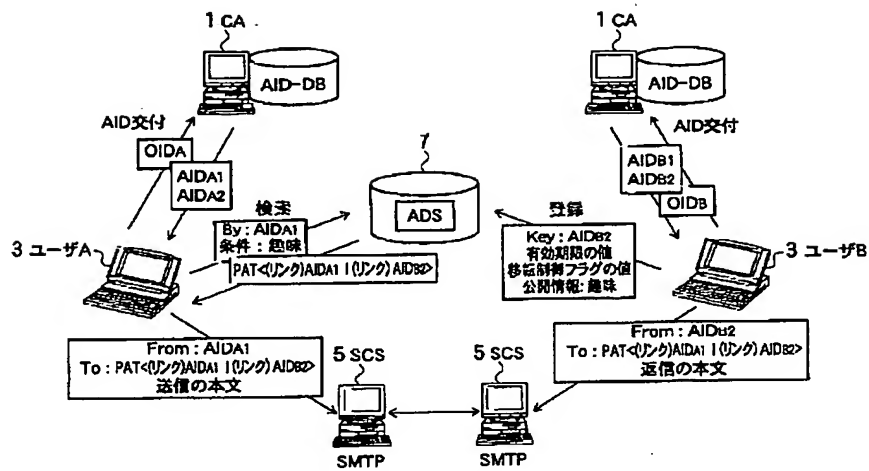 1 CA
AID-DB
1 CA
AID-DB
AID交付
OIDA
AIDA1
AIDA2
AID交付
AIDB1
AIDB2
OIDB
7
ADS
検索
By : AIDA1
条件 : 趣味
PAT<(リンク)AIDA1 | (リンク)AIDB2>
登録
Key : AIDB2
有効期限の値
移転制御フラグの値
公開情報: 趣味
3 ユーザA
3 ユーザB
From : AIDA1
To : PAT<(リンク)AIDA1 | (リンク)AIDB2>
送信の本文
From : AIDB2
To : PAT<(リンク)AIDA1 | (リンク)AIDB2>
返信の本文
5 SCS
SMTP
5 SCS
SMTP